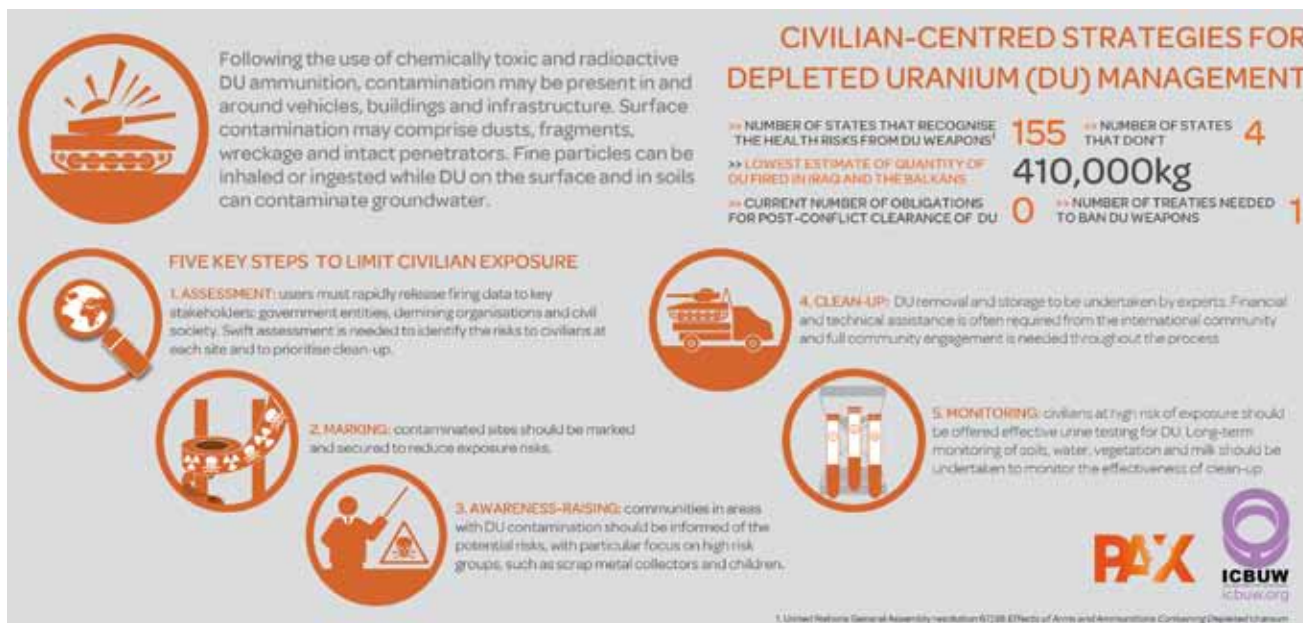 Following the use of chemically toxic and radioactive
DU ammunition, contamination may be present in and
around vehicles, buildings and infrastructure. Surface
contamination may comprise dusts, fragments,
wreckage and intact penetrators. Fine particles can be
inhaled or ingested while DU on the surface and in soils
can contaminate groundwater.
CIVILIAN-CENTRED STRATEGIES FOR
DEPLETED URANIUM (DU) MANAGEMENT
>> NUMBER OF STATES THAT RECOGNISE
THE HEALTH RISKS FROM DU WEAPONS¹
155
>> NUMBER OF STATES
THAT DON'T
4
>> LOWEST ESTIMATE OF QUANTITY OF
DU FIRED IN IRAQ AND THE BALKANS
410,000kg
>> CURRENT NUMBER OF OBLIGATIONS
FOR POST-CONFLICT CLEARANCE OF DU
0
>> NUMBER OF TREATIES NEEDED
TO BAN DU WEAPONS
1
FIVE KEY STEPS TO LIMIT CIVILIAN EXPOSURE
1. ASSESSMENT: users must rapidly release firing data to key
stakeholders: government entities, demining organisations and civil
society. Swift assessment is needed to identify the risks to civilians at
each site and to prioritise clean-up.
2. MARKING: contaminated sites should be marked
and secured to reduce exposure risks.
3. AWARENESS-RAISING: communities in areas
with DU contamination should be informed of the
potential risks, with particular focus on high risk
groups, such as scrap metal collectors and children.
4. CLEAN-UP: DU removal and storage to be undertaken by experts. Financial
and technical assistance is often required from the international community
and full community engagement is needed throughout the process
5. MONITORING: civilians at high risk of exposure should
be offered effective urine testing for DU. Long-term
monitoring of soils, water, vegetation and milk should be
undertaken to monitor the effectiveness of clean-up.
PAX
ICBUW
icbuw.org
1. United Nations General Assembly resolution Effects of Arms and Ammunitions Containing Depleted Uranium